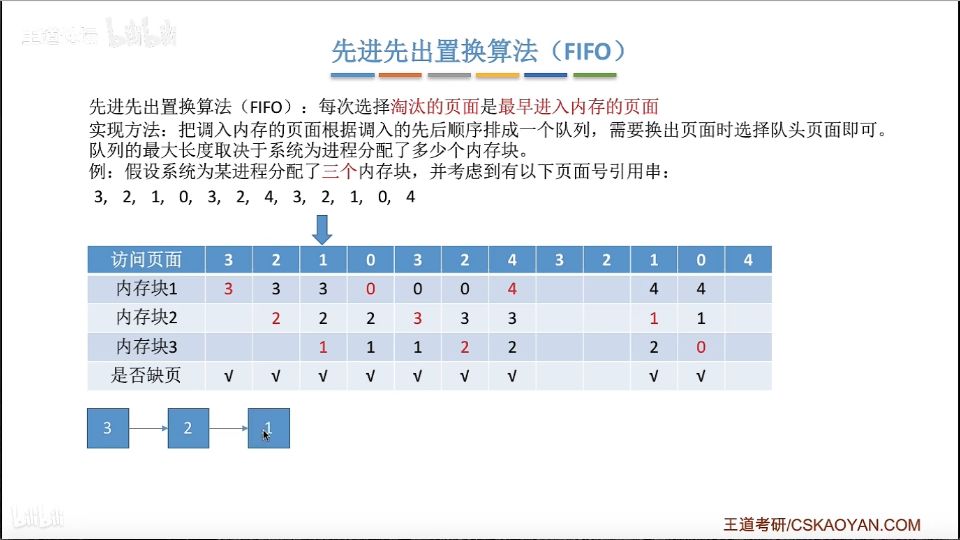 王道考研 bilibili
先进先出置换算法（FIFO）
先进先出置换算法（FIFO）：每次选择淘汰的页面是最早进入内存的页面
实现方法：把调入内存的页面根据调入的先后顺序排成一个队列，需要换出页面时选择队头页面即可。
队列的最大长度取决于系统为进程分配了多少个内存块。
例：假设系统为某进程分配了三个内存块，并考虑到有以下页面号引用串：
3, 2, 1, 0, 3, 2, 4, 3, 2, 1, 0, 4
访问页面 3 2 1 0 3 2 4 3 2 1 0 4
内存块1 3 3 3 0 0 0 4 4 4
内存块2 2 2 2 3 3 3 1 1
内存块3 1 1 1 2 2 2 0
是否缺页 √ √ √ √ √ √ √ √ √
3 2 1
bilibili
王道考研/CSKAOYAN.COM